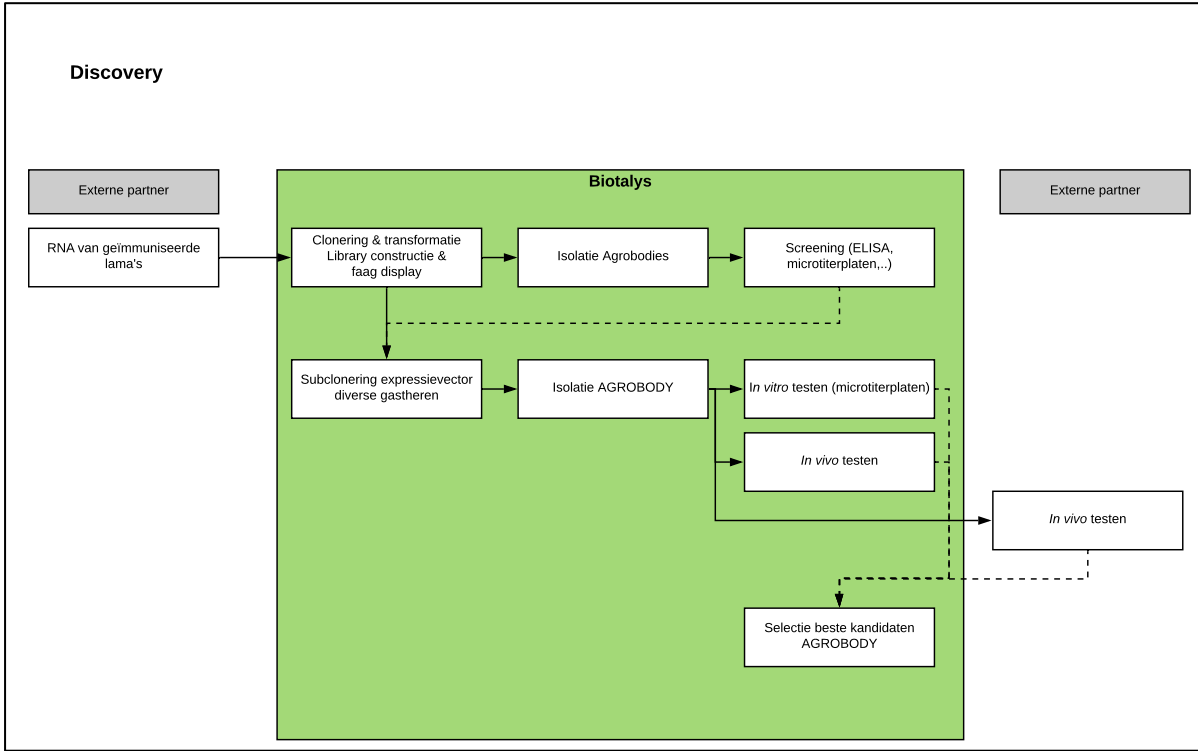 Discovery
Externe partner
Biotalys
Externe partner
RNA van geïmmuniseerde
lama's
Clonering & transformatie
Library constructie &
faag display
Isolatie Agrobodies
Screening (ELISA,
microtiterplaten,..)
Subclonering expressievector
diverse gastheren
Isolatie AGROBODY
In vitro testen (microtiterplaten)
In vivo testen
In vivo testen
Selectie beste kandidaten
AGROBODY